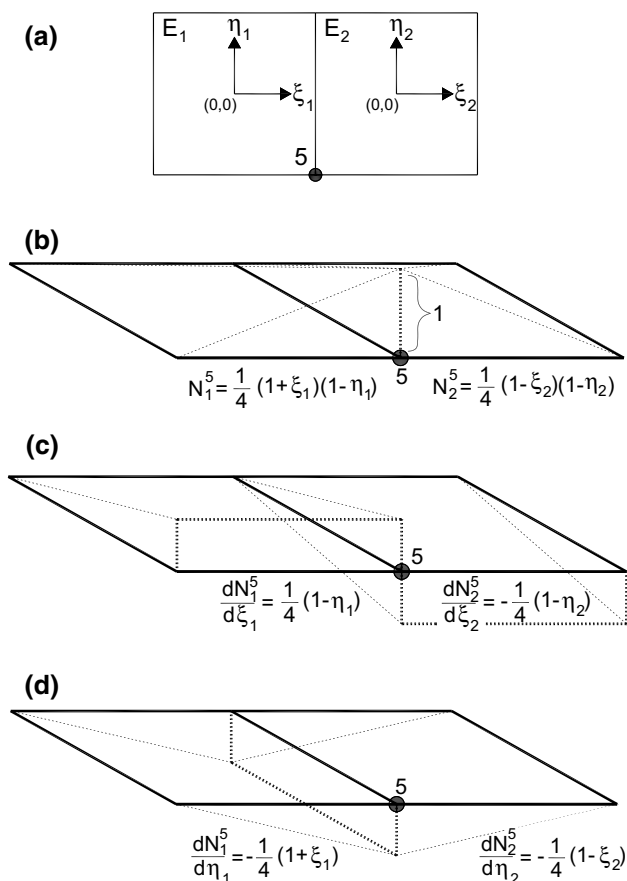 (a)
E₁ η₁ E₂ η₂
(0,0) ξ₁ (0,0) ξ₂
5
(b)
1
5
N₁⁵ = 1/4 (1+ξ₁)(1-η₁) N₂⁵ = 1/4 (1-ξ₂)(1-η₂)
(c)
5
dN₁⁵/dξ₁ = 1/4 (1-η₁) dN₂⁵/dξ₂ = -1/4 (1-η₂)
(d)
5
dN₁⁵/dη₁ = -1/4 (1+ξ₁) dN₂⁵/dη₂ = -1/4 (1-ξ₂)